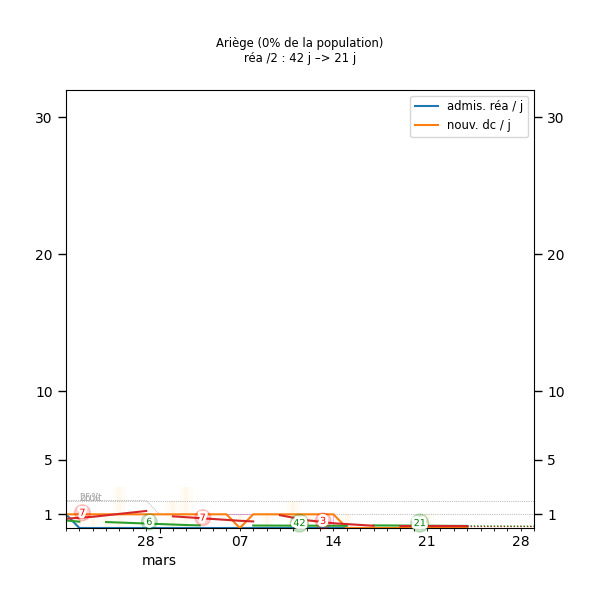 Ariège (0% de la population)
réa /2 : 42 j –> 21 j
admis. réa / j
nouv. dc / j
30 30
20 20
10 10
5 5
1 1
7 6 7 42 3 21
28 07 14 21 28
mars